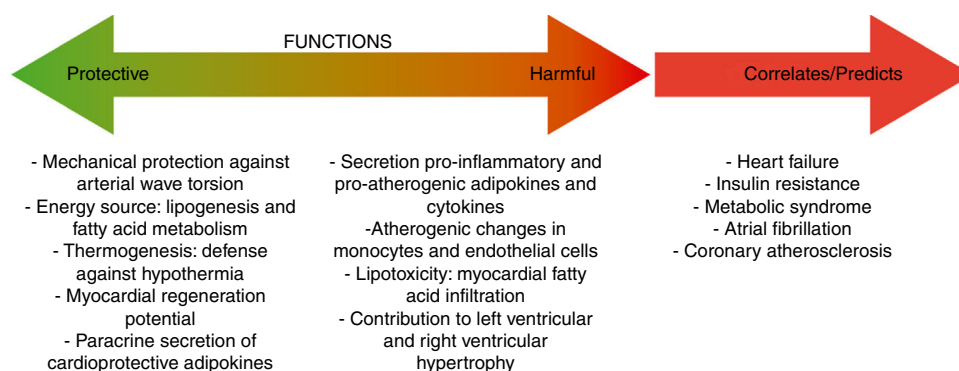 FUNCTIONS
Protective
Harmful
Correlates/Predicts
- Mechanical protection against
arterial wave torsion
- Energy source: lipogenesis and
fatty acid metabolism
- Thermogenesis: defense
against hypothermia
- Myocardial regeneration
potential
- Paracrine secretion of
cardioprotective adipokines
- Secretion pro-inflammatory and
pro-atherogenic adipokines and
cytokines
-Atherogenic changes in
monocytes and endothelial cells
- Lipotoxicity: myocardial fatty
acid infiltration
- Contribution to left ventricular
and right ventricular
hypertrophy
- Heart failure
- Insulin resistance
- Metabolic syndrome
- Atrial fibrillation
- Coronary atherosclerosis